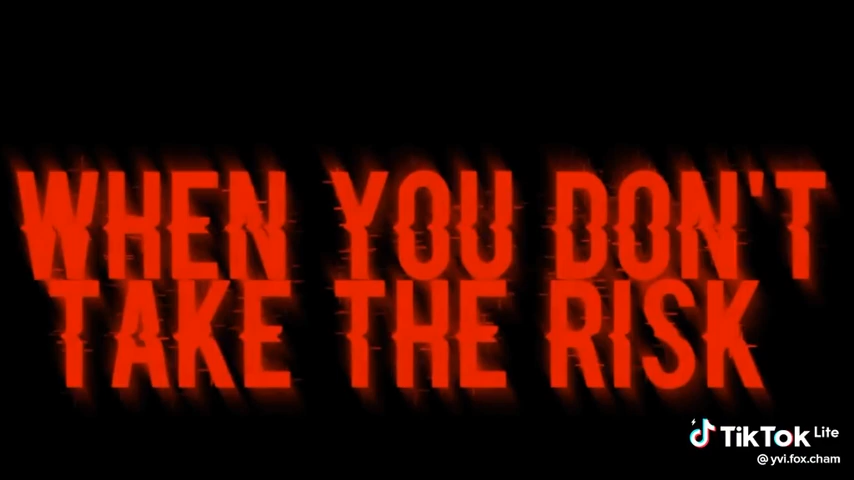 WHEN YOU DON'T
TAKE THE RISK
TikTok Lite
@yvi.fox.cham